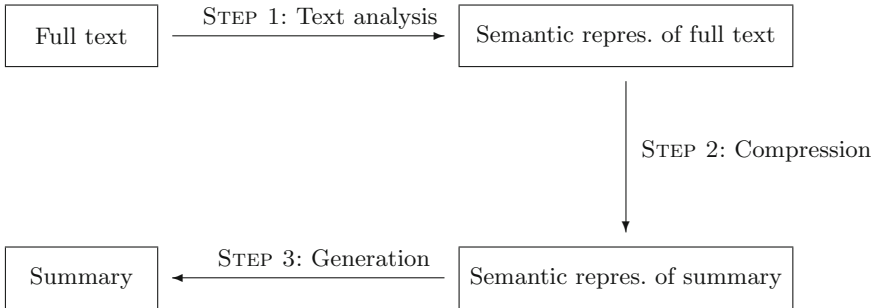 Full text
STEP 1: Text analysis
Semantic repres. of full text
STEP 2: Compression
Semantic repres. of summary
STEP 3: Generation
Summary